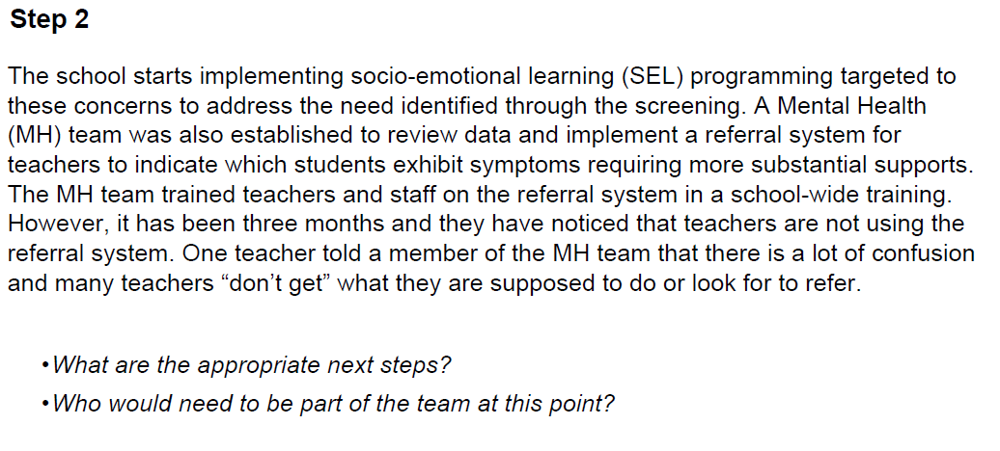 Step 2
The school starts implementing socio-emotional learning (SEL) programming targeted to
these concerns to address the need identified through the screening. A Mental Health
(MH) team was also established to review data and implement a referral system for
teachers to indicate which students exhibit symptoms requiring more substantial supports.
The MH team trained teachers and staff on the referral system in a school-wide training.
However, it has been three months and they have noticed that teachers are not using the
referral system. One teacher told a member of the MH team that there is a lot of confusion
and many teachers “don’t get” what they are supposed to do or look for to refer.
•What are the appropriate next steps?
•Who would need to be part of the team at this point?